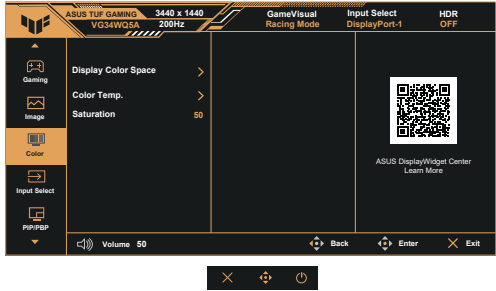 ASUS TUF GAMING 3440 x 1440
VG34WQ5A 200Hz
GameVisual Input Select HDR
Racing Mode DisplayPort-1 OFF
Gaming
Image
Color
Input Select
PIP/PBP
Display Color Space
Color Temp.
Saturation 50
ASUS DisplayWidget Center
Learn More
Volume 50
Back Enter Exit